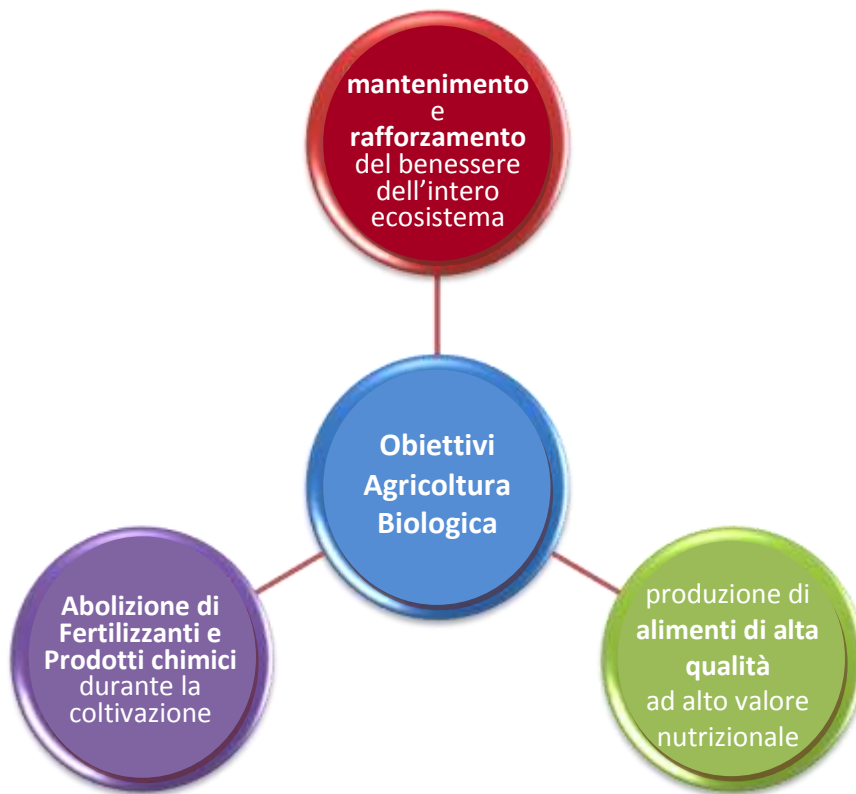 mantenimento
e
rafforzamento
del benessere
dell’intero
ecosistema
Obiettivi
Agricoltura
Biologica
Abolizione di
Fertilizzanti e
Prodotti chimici
durante la
coltivazione
produzione di
alimenti di alta
qualità
ad alto valore
nutrizionale